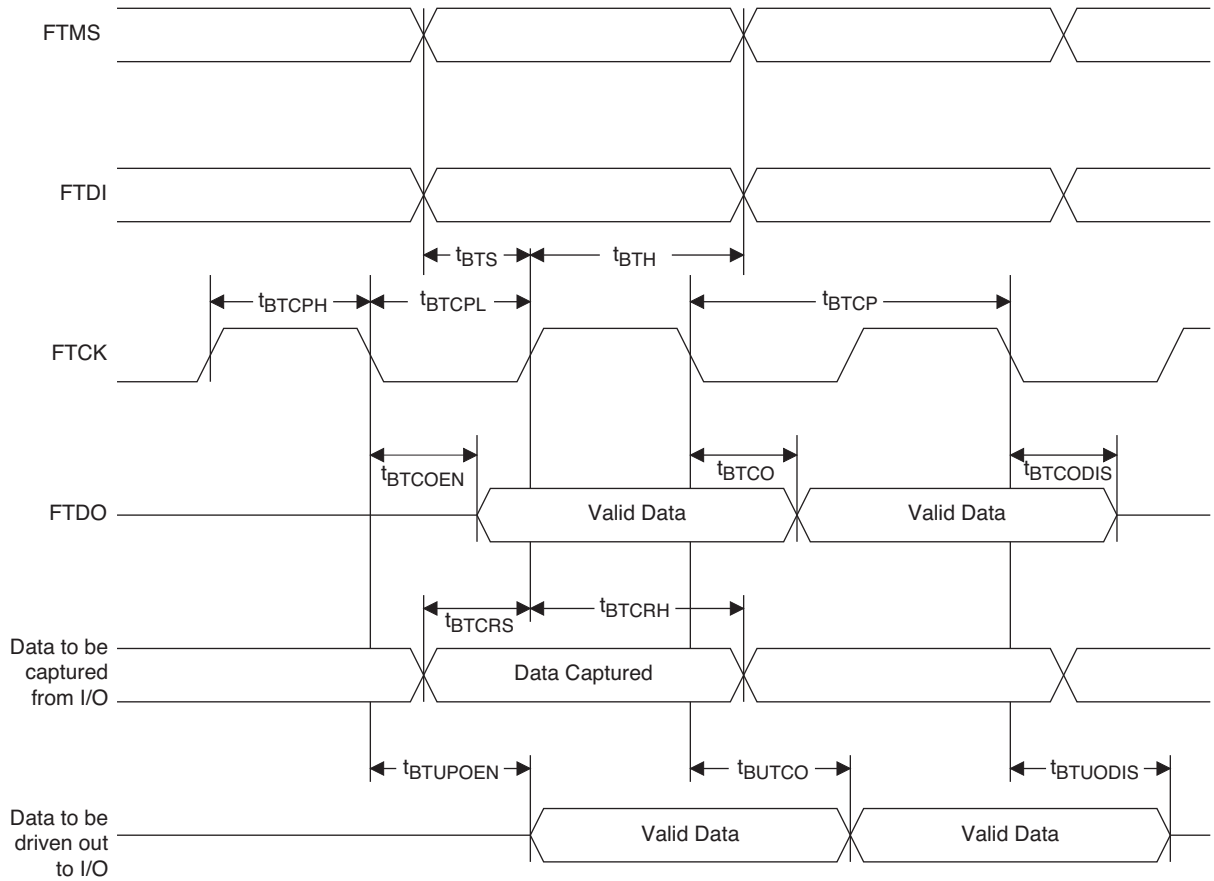 FTMS
FTDI
tBTS
tBTH
tBTCPH
tBTCPL
tBTCP
FTCK
tBTCOEN
tBTCO
tBTCODIS
FTDO
Valid Data
Valid Data
tBTCRS
tBTCRH
Data to be
captured
from I/O
Data Captured
tBTUPOEN
tBUTCO
tBTUODIS
Data to be
driven out
to I/O
Valid Data
Valid Data